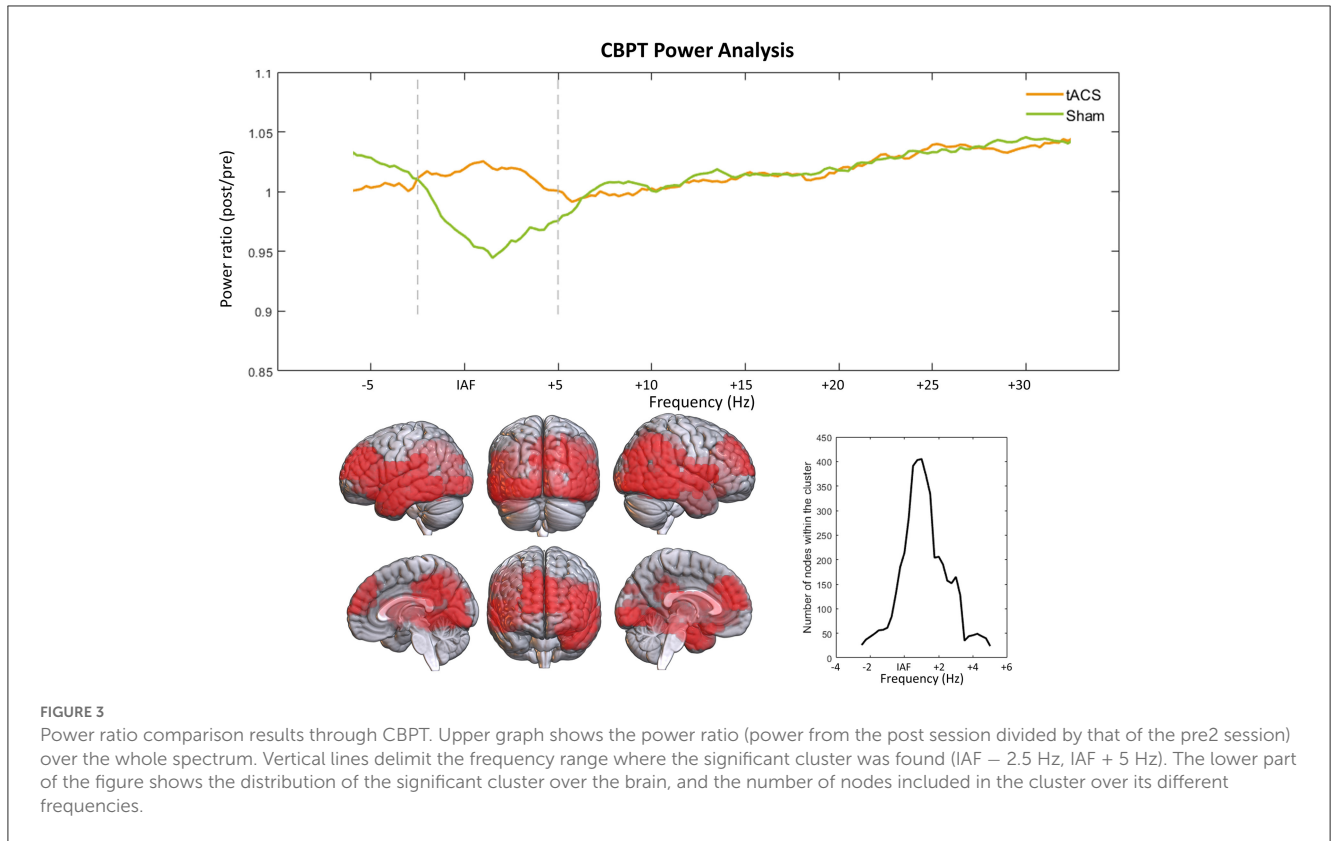 CBPT Power Analysis
1.1
1.05
1
0.95
0.9
0.85
Power ratio (post/pre)
tACS
Sham
-5
IAF
+5
+10
+15
+20
+25
+30
Frequency (Hz)
450
400
350
300
250
200
150
100
50
0
Number of nodes within the cluster
-4
-2
IAF
+2
+4
+6
Frequency (Hz)
FIGURE 3
Power ratio comparison results through CBPT. Upper graph shows the power ratio (power from the post session divided by that of the pre2 session)
over the whole spectrum. Vertical lines delimit the frequency range where the significant cluster was found (IAF − 2.5 Hz, IAF + 5 Hz). The lower part
of the figure shows the distribution of the significant cluster over the brain, and the number of nodes included in the cluster over its different
frequencies.